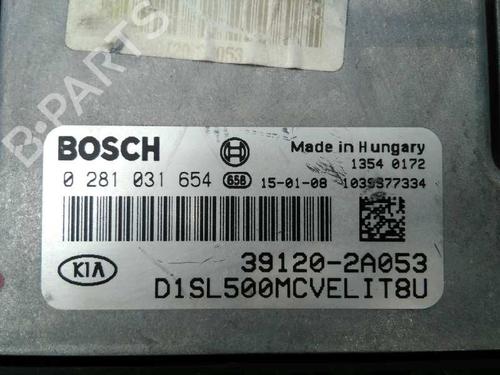 B-PARTS
BOSCH
Made in Hungary
1354 0172
0 281 031 654 658 15-01-08 1039S77334
KIA
39120-2A053
D1SL500MCVELIT8U